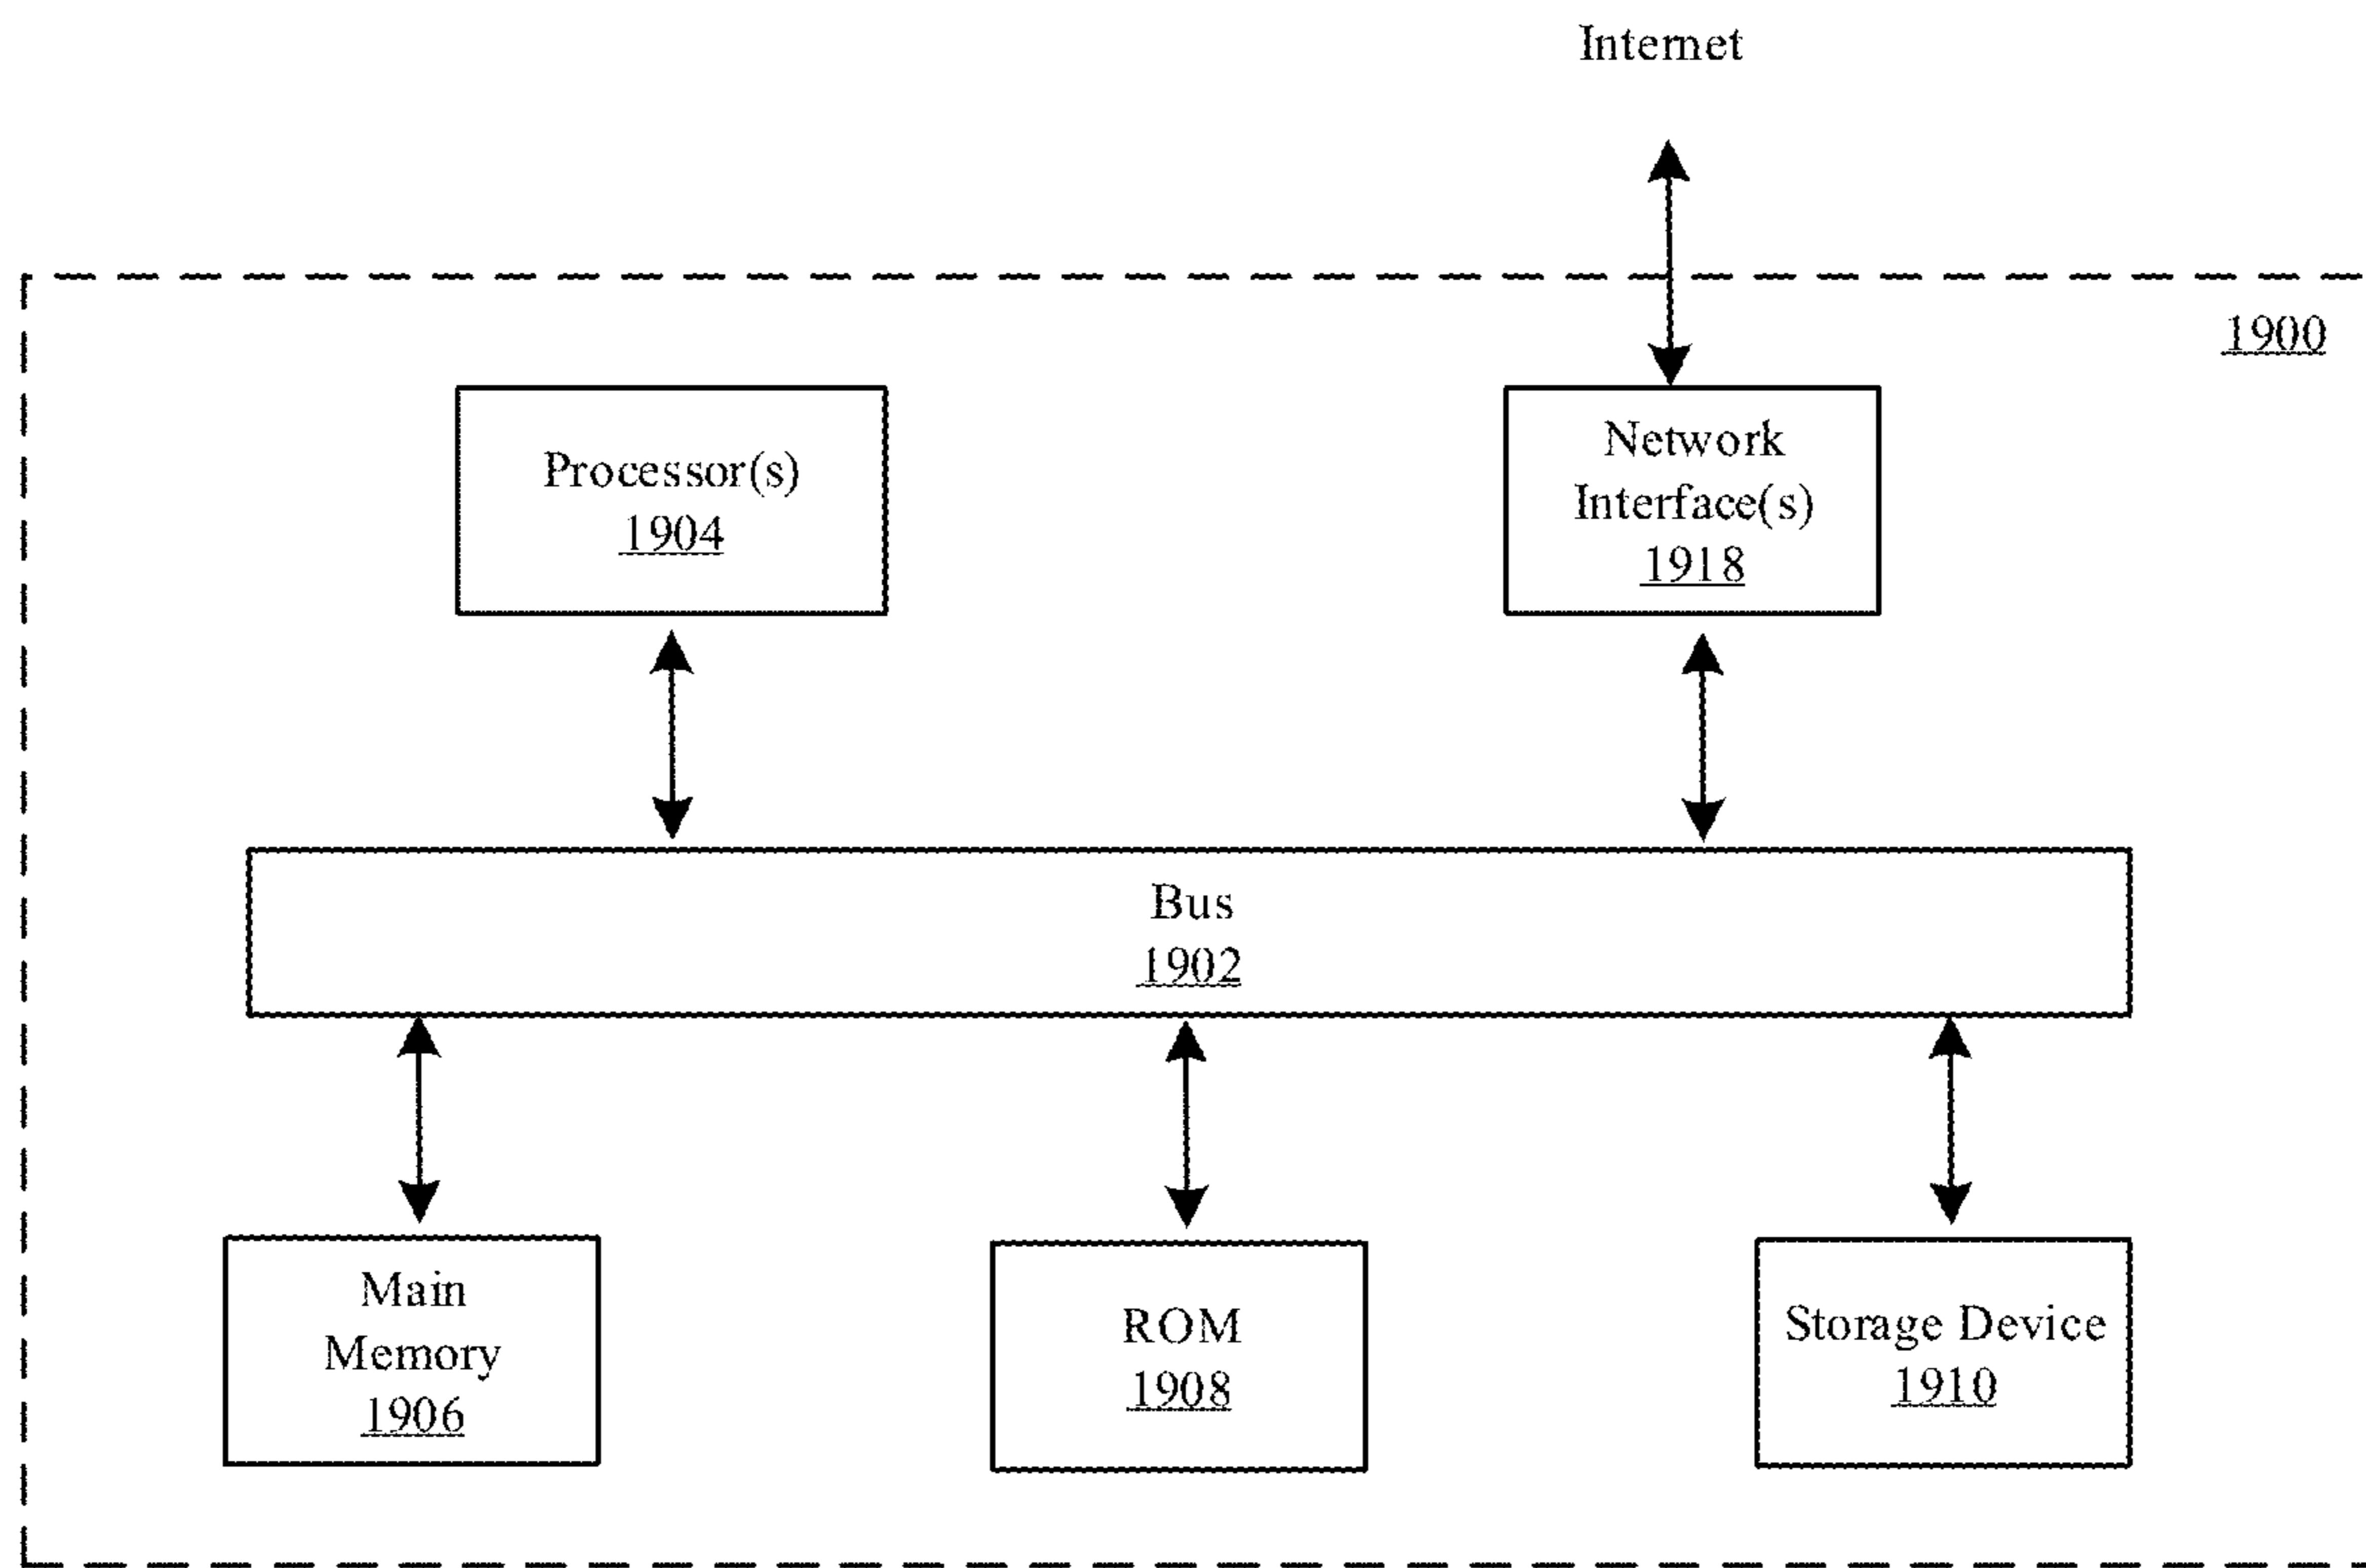 Internet
1900
Processor(s)
1904
Network
Interface(s)
1918
Bus
1902
Main
Memory
1906
ROM
1908
Storage Device
1910